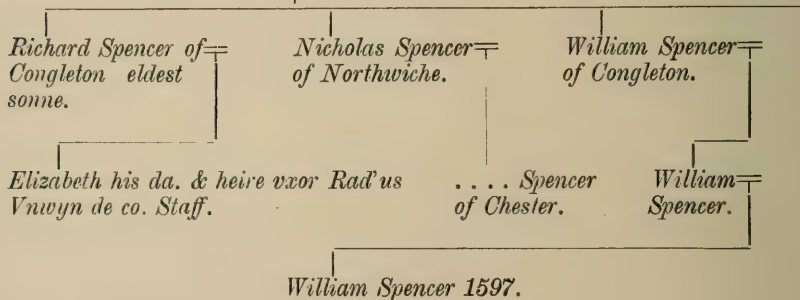 Richard Spencer of
Congleton eldest
sonne.
Nicholas Spencer
of Northwiche.
William Spencer
of Congleton.
Elizabeth his da. & heire vxor Rad'us
Vnwyn de co. Staff.
. . . . Spencer
of Chester.
William
Spencer.
William Spencer 1597.